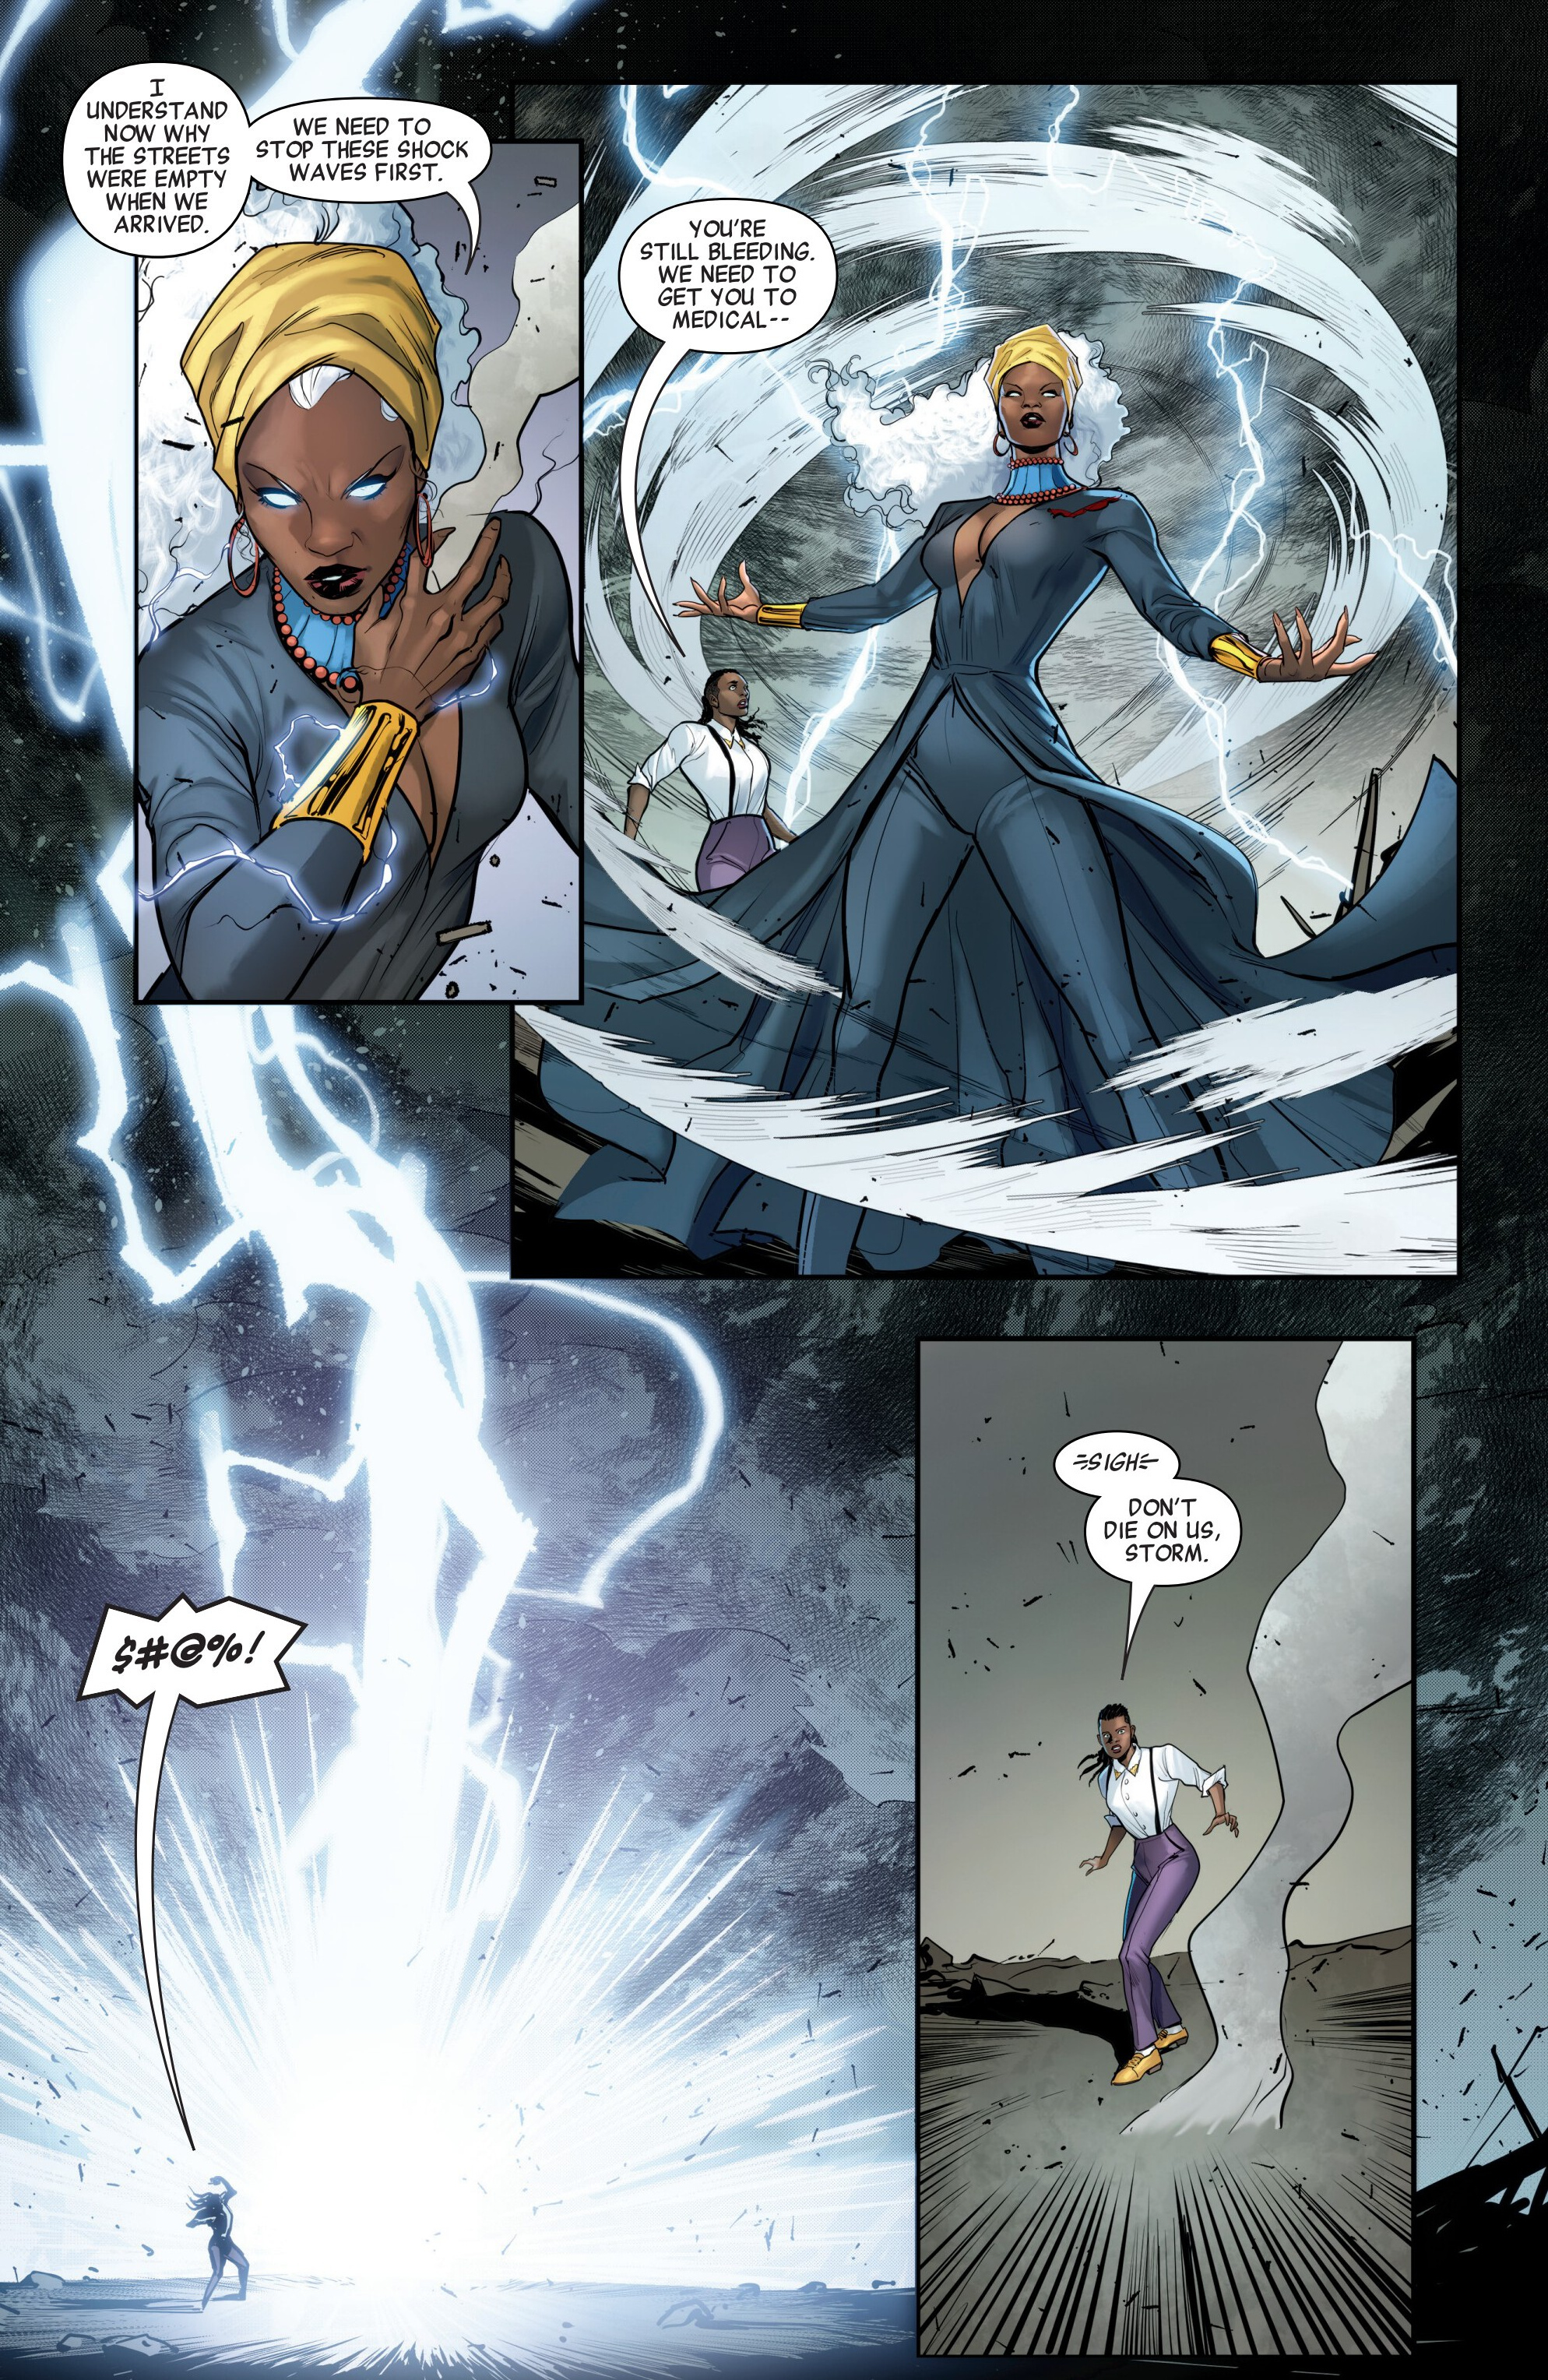 I
UNDERSTAND
NOW WHY
THE STREETS
WERE EMPTY
WHEN WE
ARRIVED.
WE NEED TO
STOP THESE SHOCK
WAVES FIRST.
YOU'RE
STILL BLEEDING.
WE NEED TO
GET YOU TO
MEDICAL--
$#@%!
SIGH
DON'T
DIE ON US,
STORM.